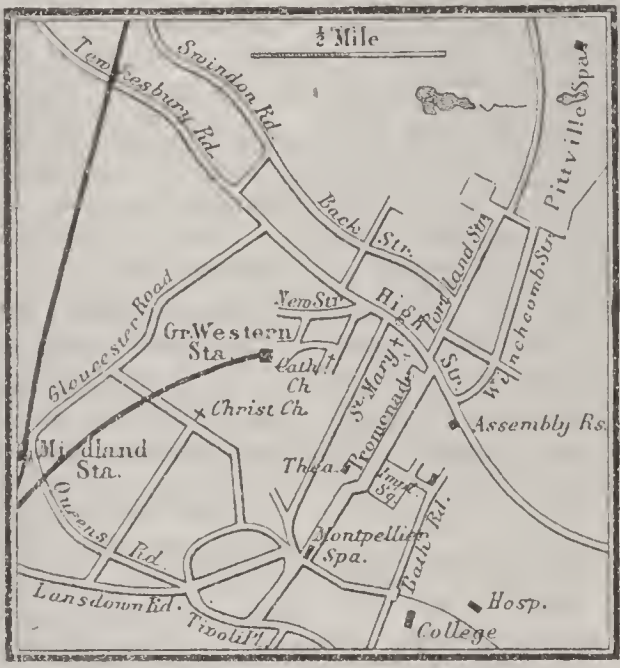 ½ Mile
Swindon Rd.
Tewkesbury Rd.
Pittville Spa
Back Str.
Portland Str.
Winchcomb Str.
New Str
High Str.
Gloucester Road
Gr. Western
Sta.
Cath.
Ch
St. Mary
Promenade
Christ Ch.
Assembly Rs.
Midland
Sta.
Thea.
Impl.
Sq.
Queens Rd.
Montpellier
Spa.
Bath Rd.
Lansdown Rd.
Tivoli Pl.
Hosp.
College